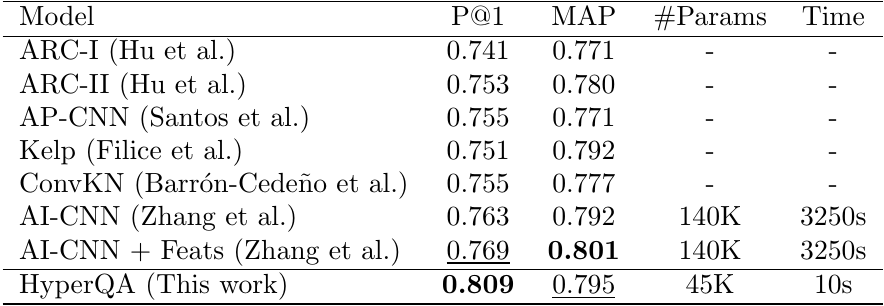 Model P@1 MAP #Params Time
ARC-I (Hu et al.) 0.741 0.771 - -
ARC-II (Hu et al.) 0.753 0.780 - -
AP-CNN (Santos et al.) 0.755 0.771 - -
Kelp (Filice et al.) 0.751 0.792 - -
ConvKN (Barrón-Cedeño et al.) 0.755 0.777 - -
AI-CNN (Zhang et al.) 0.763 0.792 140K 3250s
AI-CNN + Feats (Zhang et al.) 0.769 0.801 140K 3250s
HyperQA (This work) 0.809 0.795 45K 10s